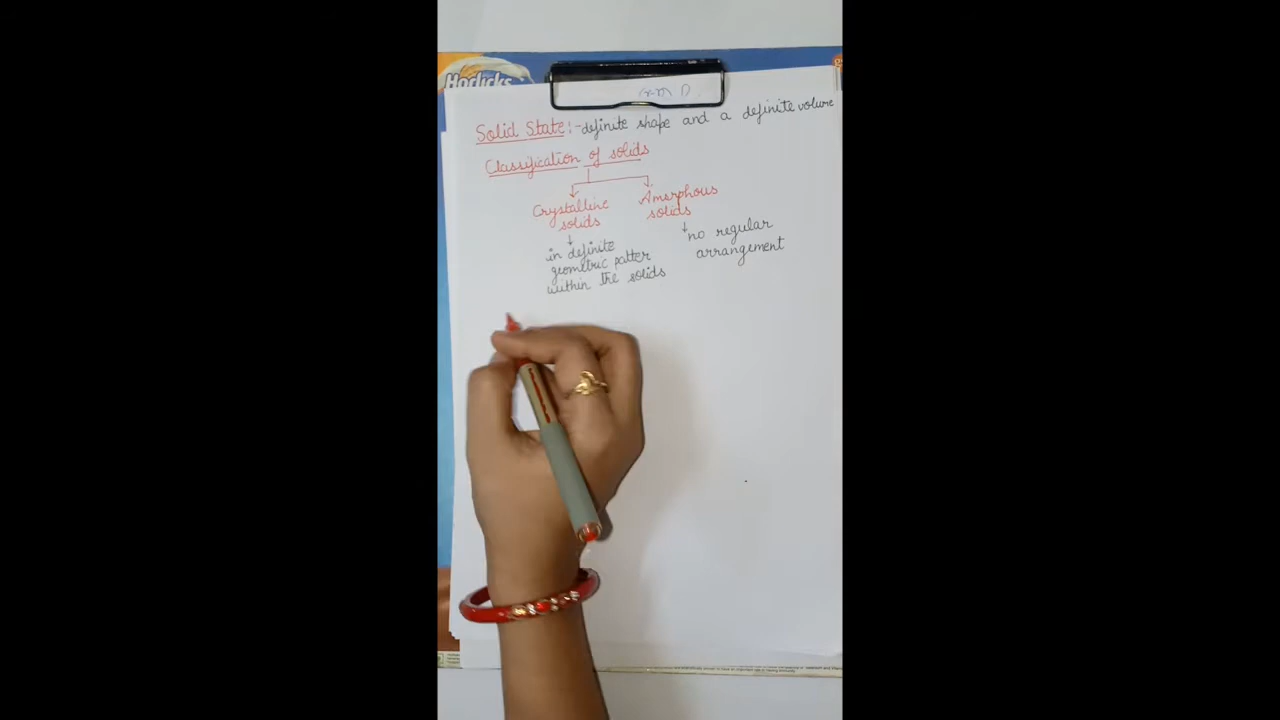 Horlicks
Solid State:- definite shape and a definite volume
Classification of solids
Crystalline
solids
Amorphous
solids
in definite
geometric patter
within the solids
no regular
arrangement